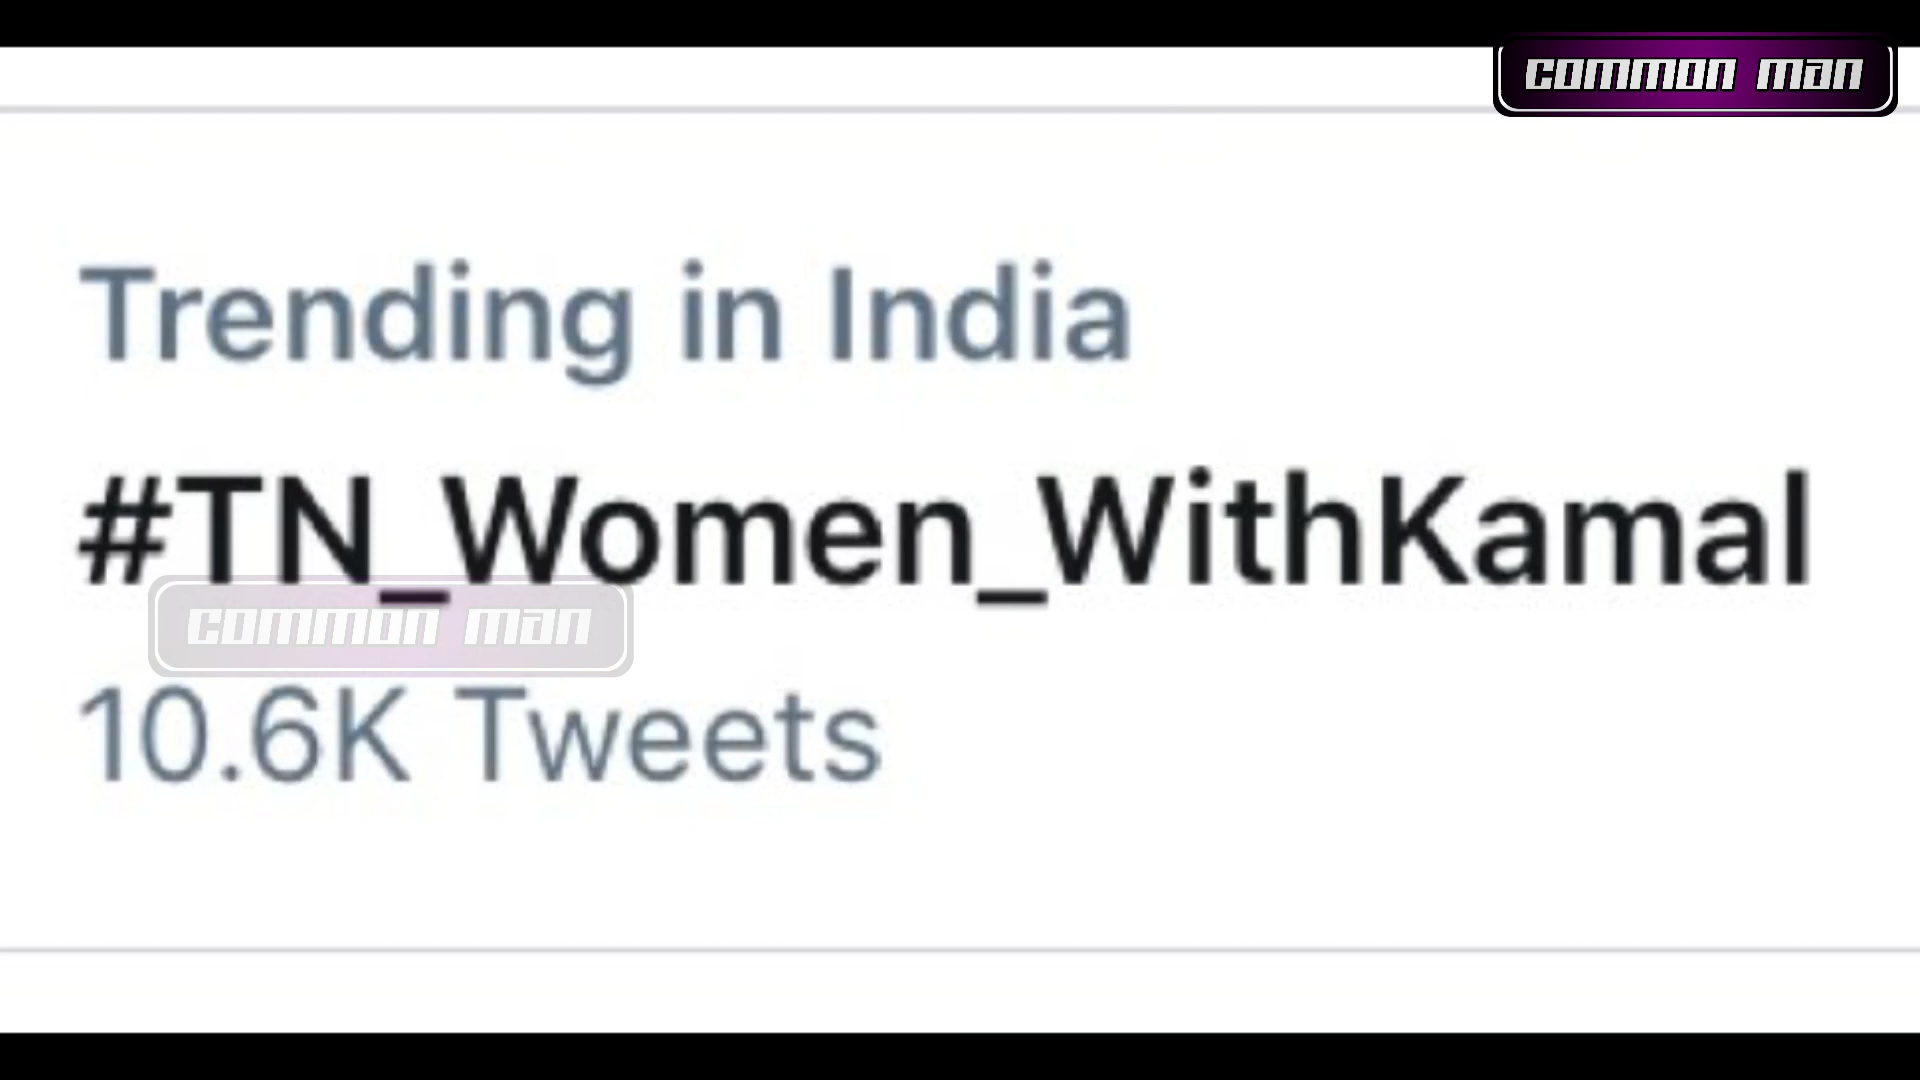 common man
Trending in India
#TN_Women_WithKamal
common man
10.6K Tweets